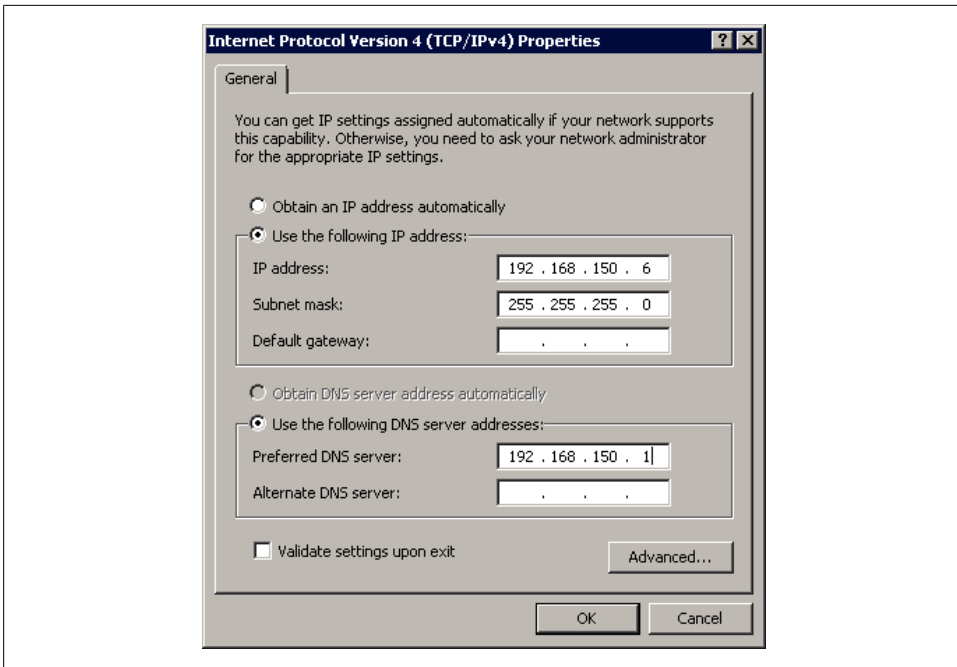 Internet Protocol Version 4 (TCP/IPv4) Properties
General
You can get IP settings assigned automatically if your network supports
this capability. Otherwise, you need to ask your network administrator
for the appropriate IP settings.
Obtain an IP address automatically
Use the following IP address:
IP address: 192 . 168 . 150 . 6
Subnet mask: 255 . 255 . 255 . 0
Default gateway: . . .
Obtain DNS server address automatically
Use the following DNS server addresses:
Preferred DNS server: 192 . 168 . 150 . 1
Alternate DNS server: . . .
Validate settings upon exit
Advanced...
OK Cancel